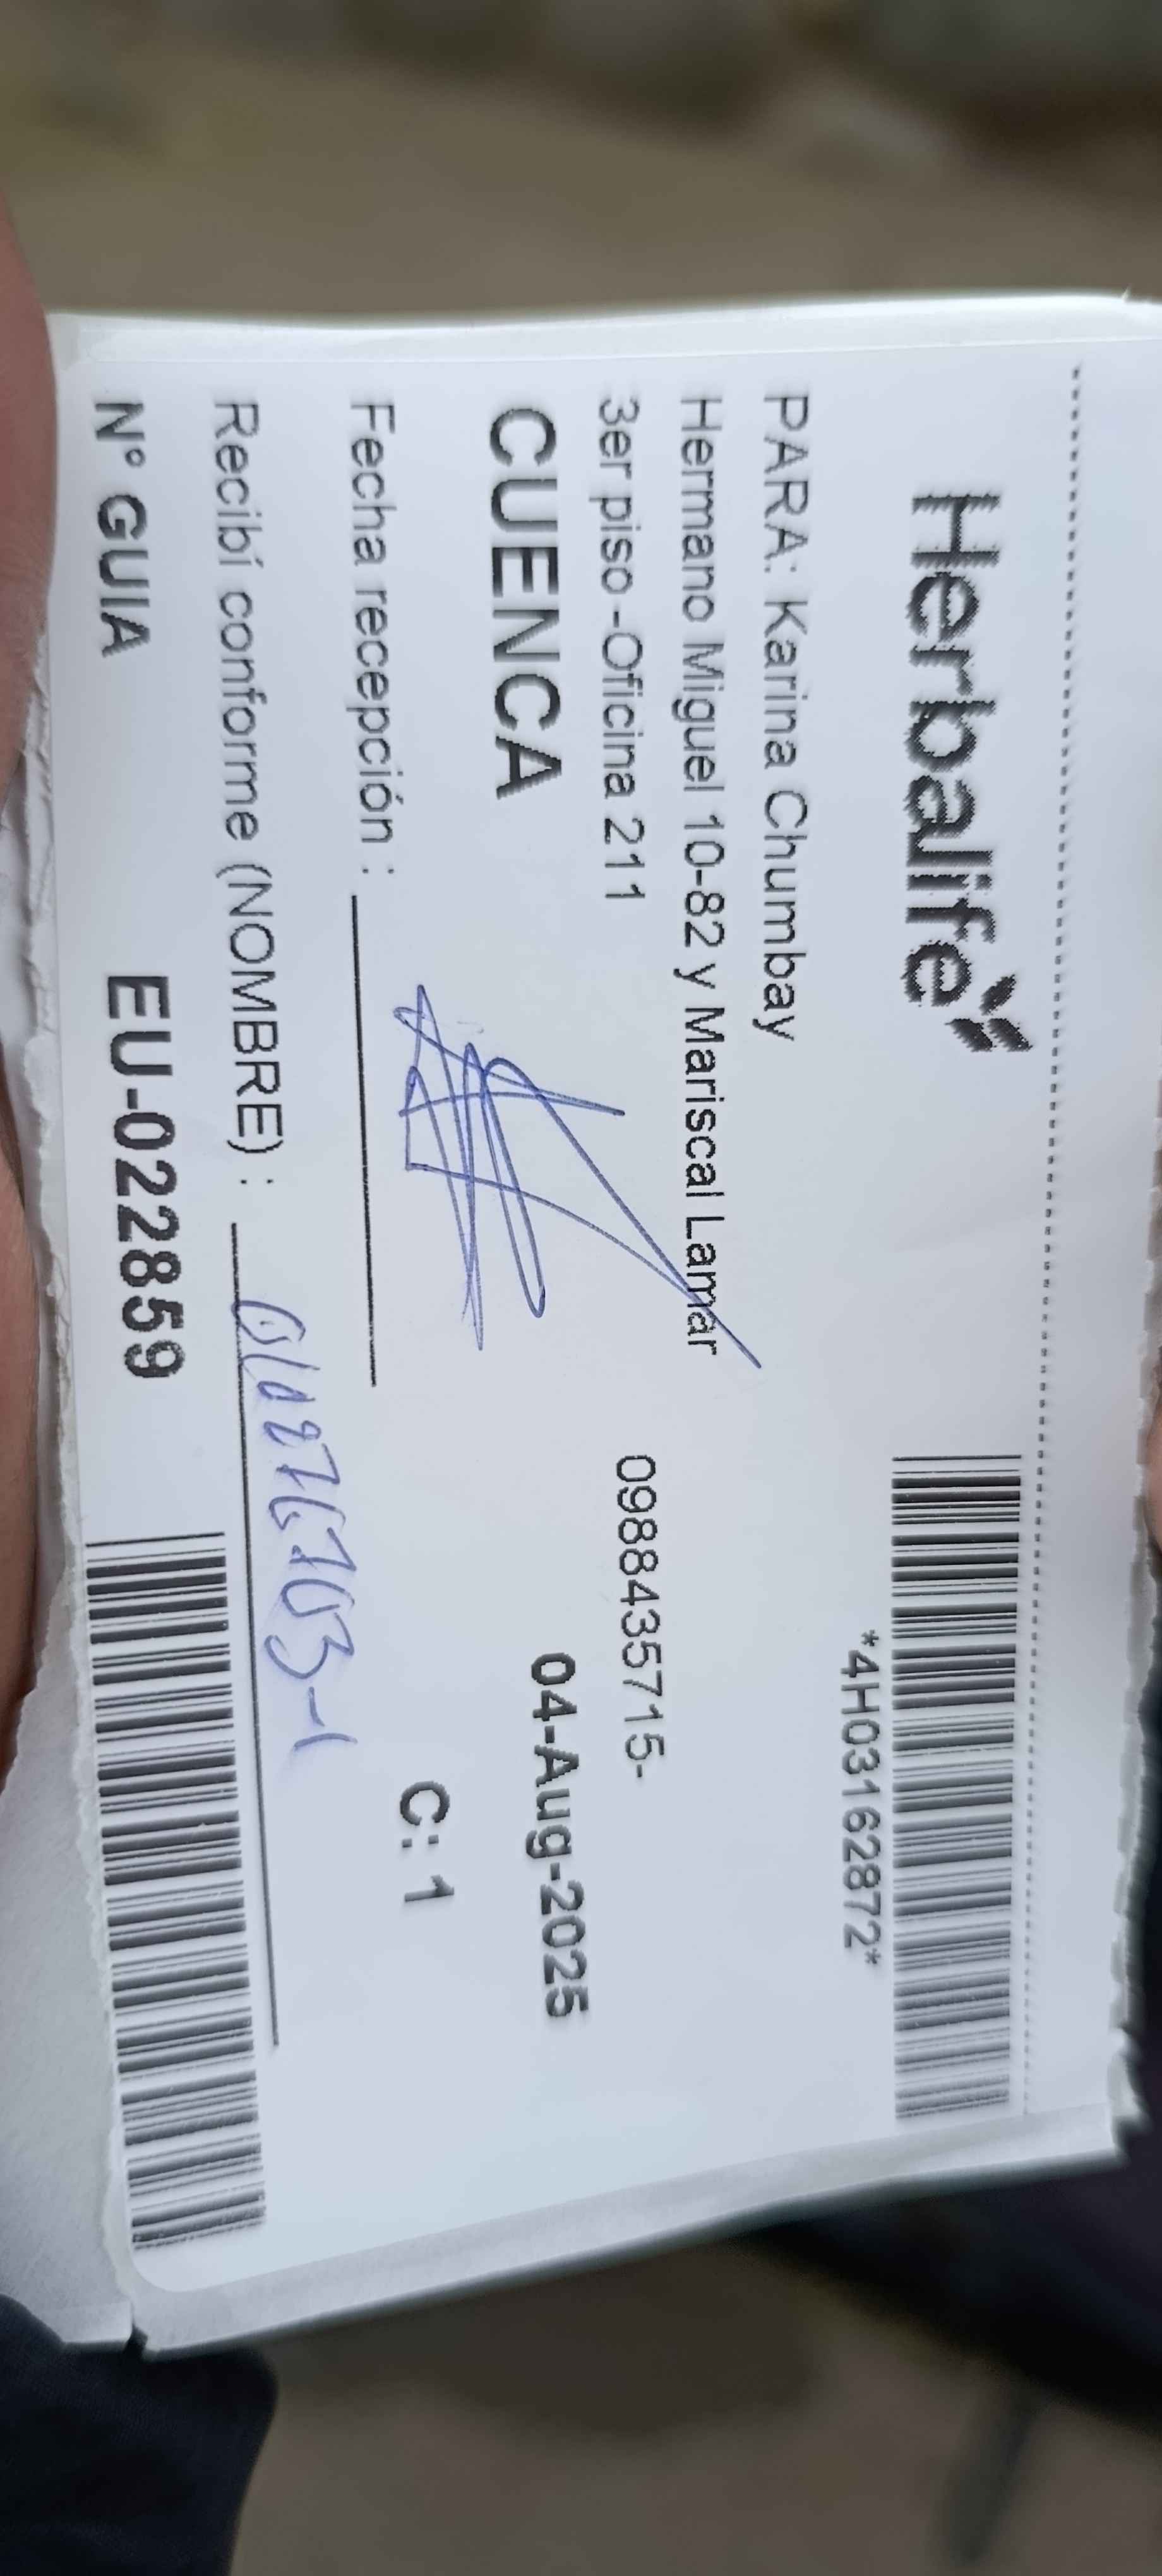 Herbalife
*4H03162872*
PARA: Karina Chumbay
Hermano Miguel 10-82 y Mariscal Lamar
3er piso -Oficina 211
0988435715-
CUENCA
04-Aug-2025
Fecha recepción :
C: 1
Recibí conforme (NOMBRE) :
N° GUIA
EU-022859